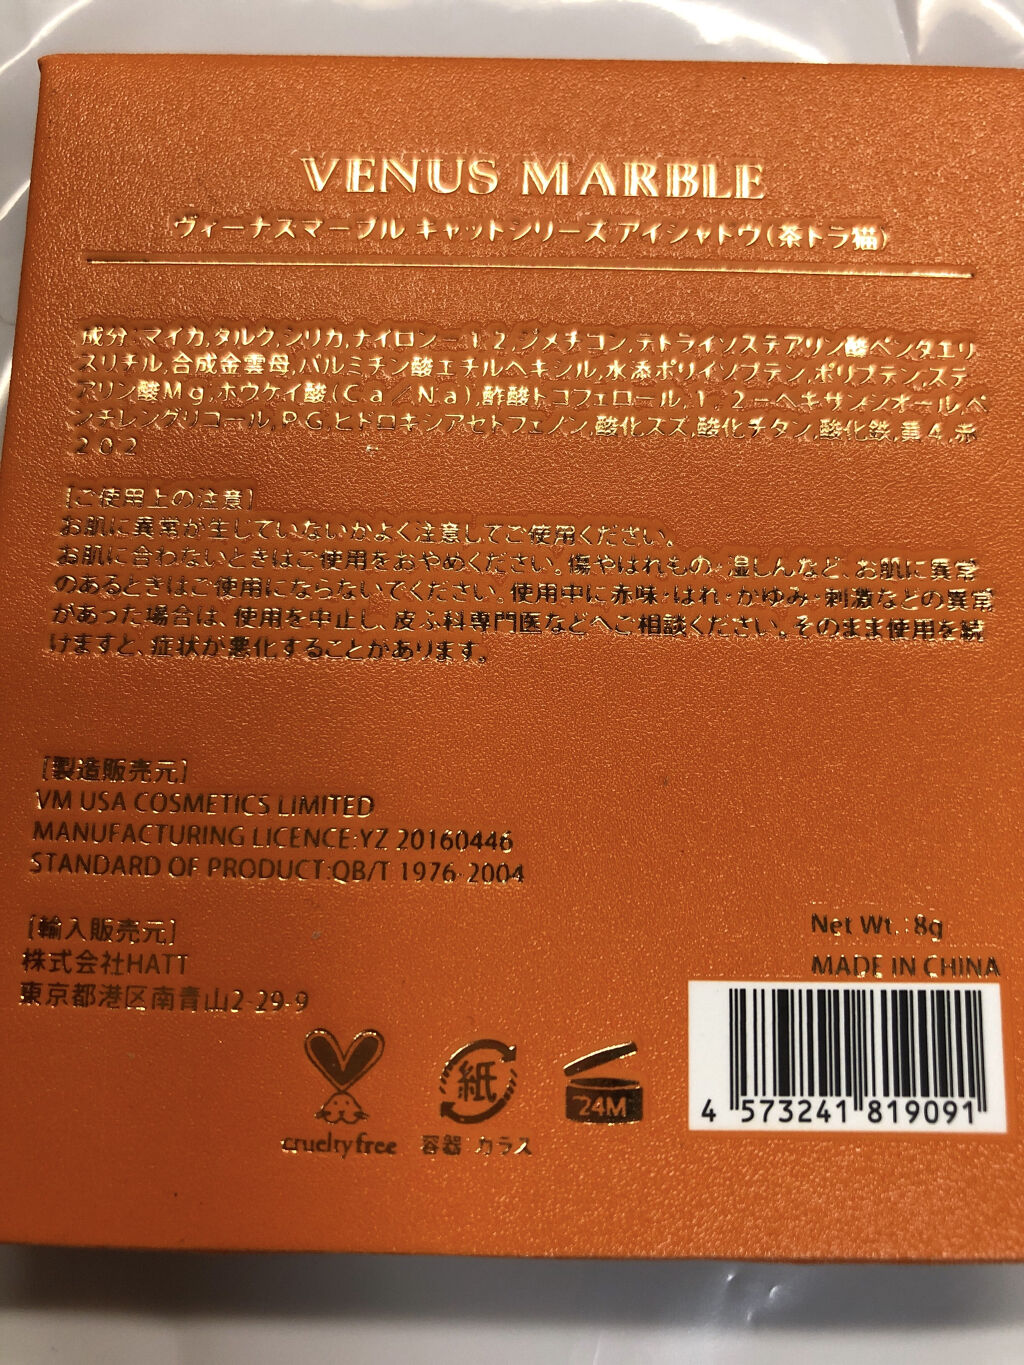 VENUS MARBLE
ヴィーナスマーブル キャットシリーズ アイシャドウ(茶トラ猫)
成分:マイカ,タルク,シリカ,ナイロン－12,ジメチコン,テトライソステアリン酸ペンタエリ
スリチル,合成金雲母,パルミチン酸エチルヘキシル,水添ポリイソブテン,ポリブテン,ステ
アリン酸Mg,ホウケイ酸(Ca／Na),酢酸トコフェロール,1,2－ヘキサンジオール,ペ
ンチレングリコール,PG,ヒドロキシアセトフェノン,酸化スズ,酸化チタン,酸化鉄,黄4,赤
202
[ご使用上の注意]
お肌に異常が生じていないかよく注意してご使用ください。
お肌に合わないときはご使用をおやめください。傷やはれもの・湿しんなど、お肌に異常
のあるときはご使用にならないでください。使用中に赤味・はれ・かゆみ・刺激などの異常
があった場合は、使用を中止し、皮ふ科専門医などへご相談ください。そのまま使用を続
けますと、症状が悪化することがあります。
[製造販売元]
VM USA COSMETICS LIMITED
MANUFACTURING LICENCE:YZ 20160446
STANDARD OF PRODUCT:QB/T 1976-2004
[輸入販売元]
株式会社HATT
東京都港区南青山2-29-9
Net Wt.:8g
MADE IN CHINA
紙
24M
cruelty free
容器:カラス
4 573241 819091